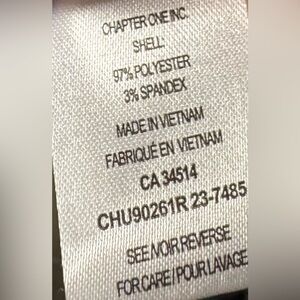 CHAPTER ONE INC.
SHELL:
97% POLYESTER
3% SPANDEX
MADE IN VIETNAM
FABRIQUÉ EN VIETNAM
CA 34514
CHU90261R 23-7485
SEE/VOIR REVERSE
FOR CARE / POUR LAVAGE